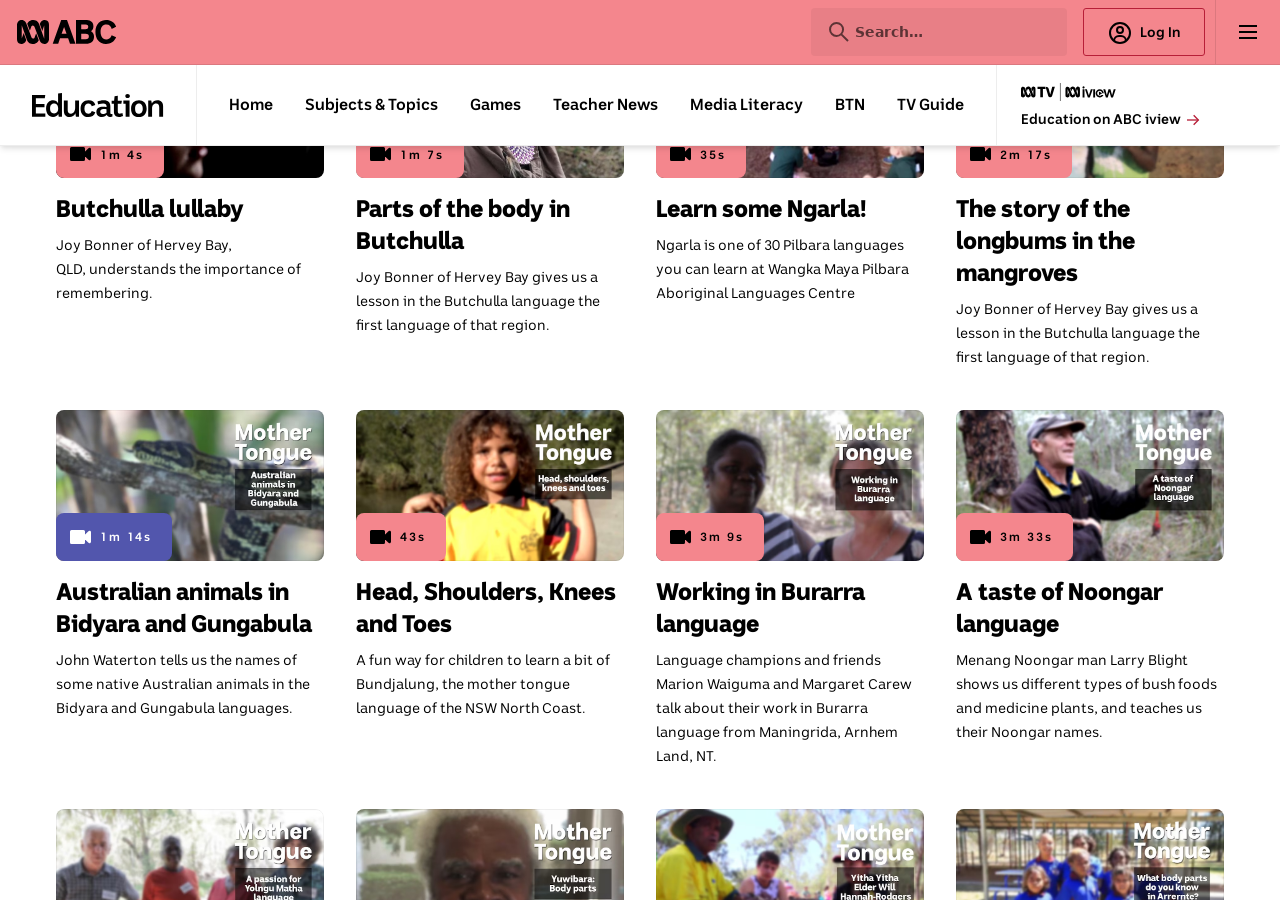 ABC
Search...
Log In
Education
Home
Subjects & Topics
Games
Teacher News
Media Literacy
BTN
TV Guide
TV
iview
Education on ABC iview
1m 4s
1m 7s
35s
2m 17s
Butchulla lullaby
Joy Bonner of Hervey Bay,
QLD, understands the importance of
remembering.
Parts of the body in
Butchulla
Joy Bonner of Hervey Bay gives us a
lesson in the Butchulla language the
first language of that region.
Learn some Ngarla!
Ngarla is one of 30 Pilbara languages
you can learn at Wangka Maya Pilbara
Aboriginal Languages Centre
The story of the
longbums in the
mangroves
Joy Bonner of Hervey Bay gives us a
lesson in the Butchulla language the
first language of that region.
Mother
Tongue
Australian
animals in
Bidyara and
Gungabula
1m 14s
Australian animals in
Bidyara and Gungabula
John Waterton tells us the names of
some native Australian animals in the
Bidyara and Gungabula languages.
Mother
Tongue
Head, shoulders,
knees and toes
43s
Head, Shoulders, Knees
and Toes
A fun way for children to learn a bit of
Bundjalung, the mother tongue
language of the NSW North Coast.
Mother
Tongue
Working in
Burarra
language
3m 9s
Working in Burarra
language
Language champions and friends
Marion Waiguma and Margaret Carew
talk about their work in Burarra
language from Maningrida, Arnhem
Land, NT.
Mother
Tongue
A taste of
Noongar
language
3m 33s
A taste of Noongar
language
Menang Noongar man Larry Blight
shows us different types of bush foods
and medicine plants, and teaches us
their Noongar names.
Mother
Tongue
A passion for
Yolngu Matha
language
Mother
Tongue
Yuwibara:
Body parts
Mother
Tongue
Yitha Yitha
Elder Will
Hannah-Rodgers
Mother
Tongue
What body parts
do you know
in Arrernte?